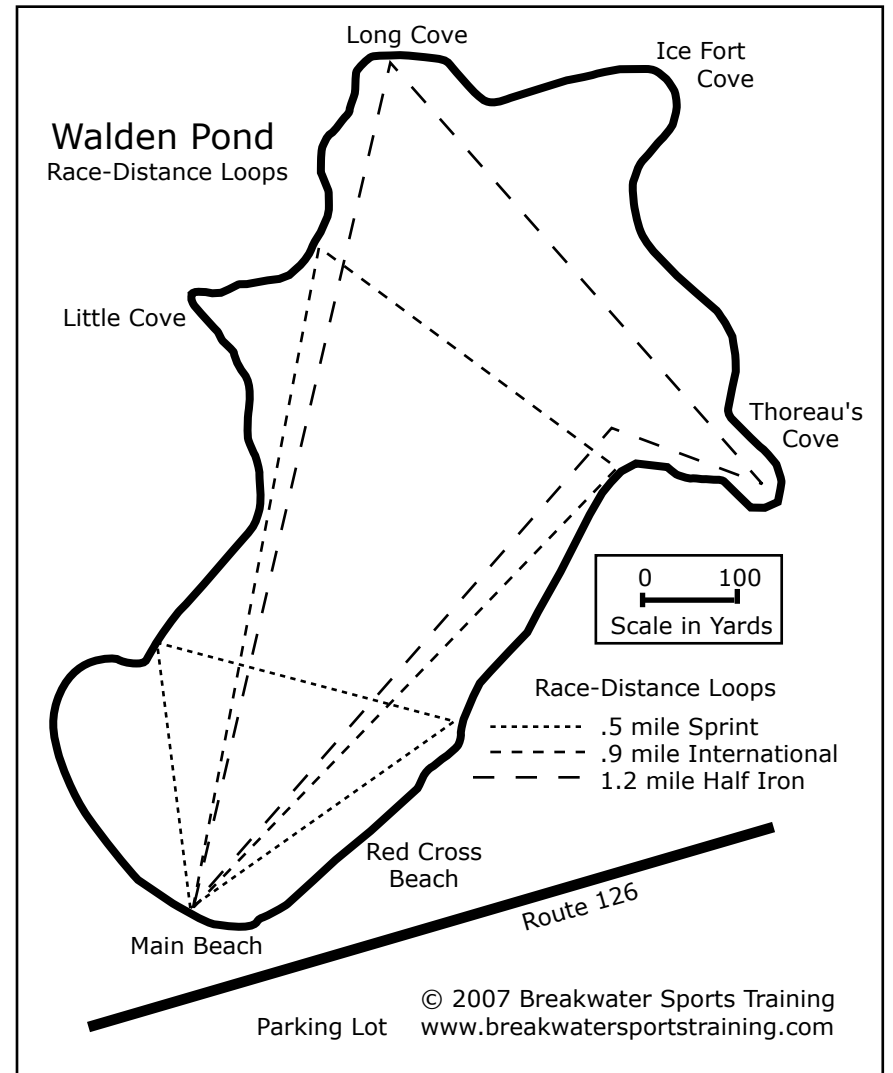 Long Cove
Ice Fort
Cove
Walden Pond
Race-Distance Loops
Little Cove
Thoreau's
Cove
0 100
Scale in Yards
Race-Distance Loops
.5 mile Sprint
.9 mile International
1.2 mile Half Iron
Red Cross
Beach
Route 126
Main Beach
© 2007 Breakwater Sports Training
Parking Lot www.breakwatersportstraining.com